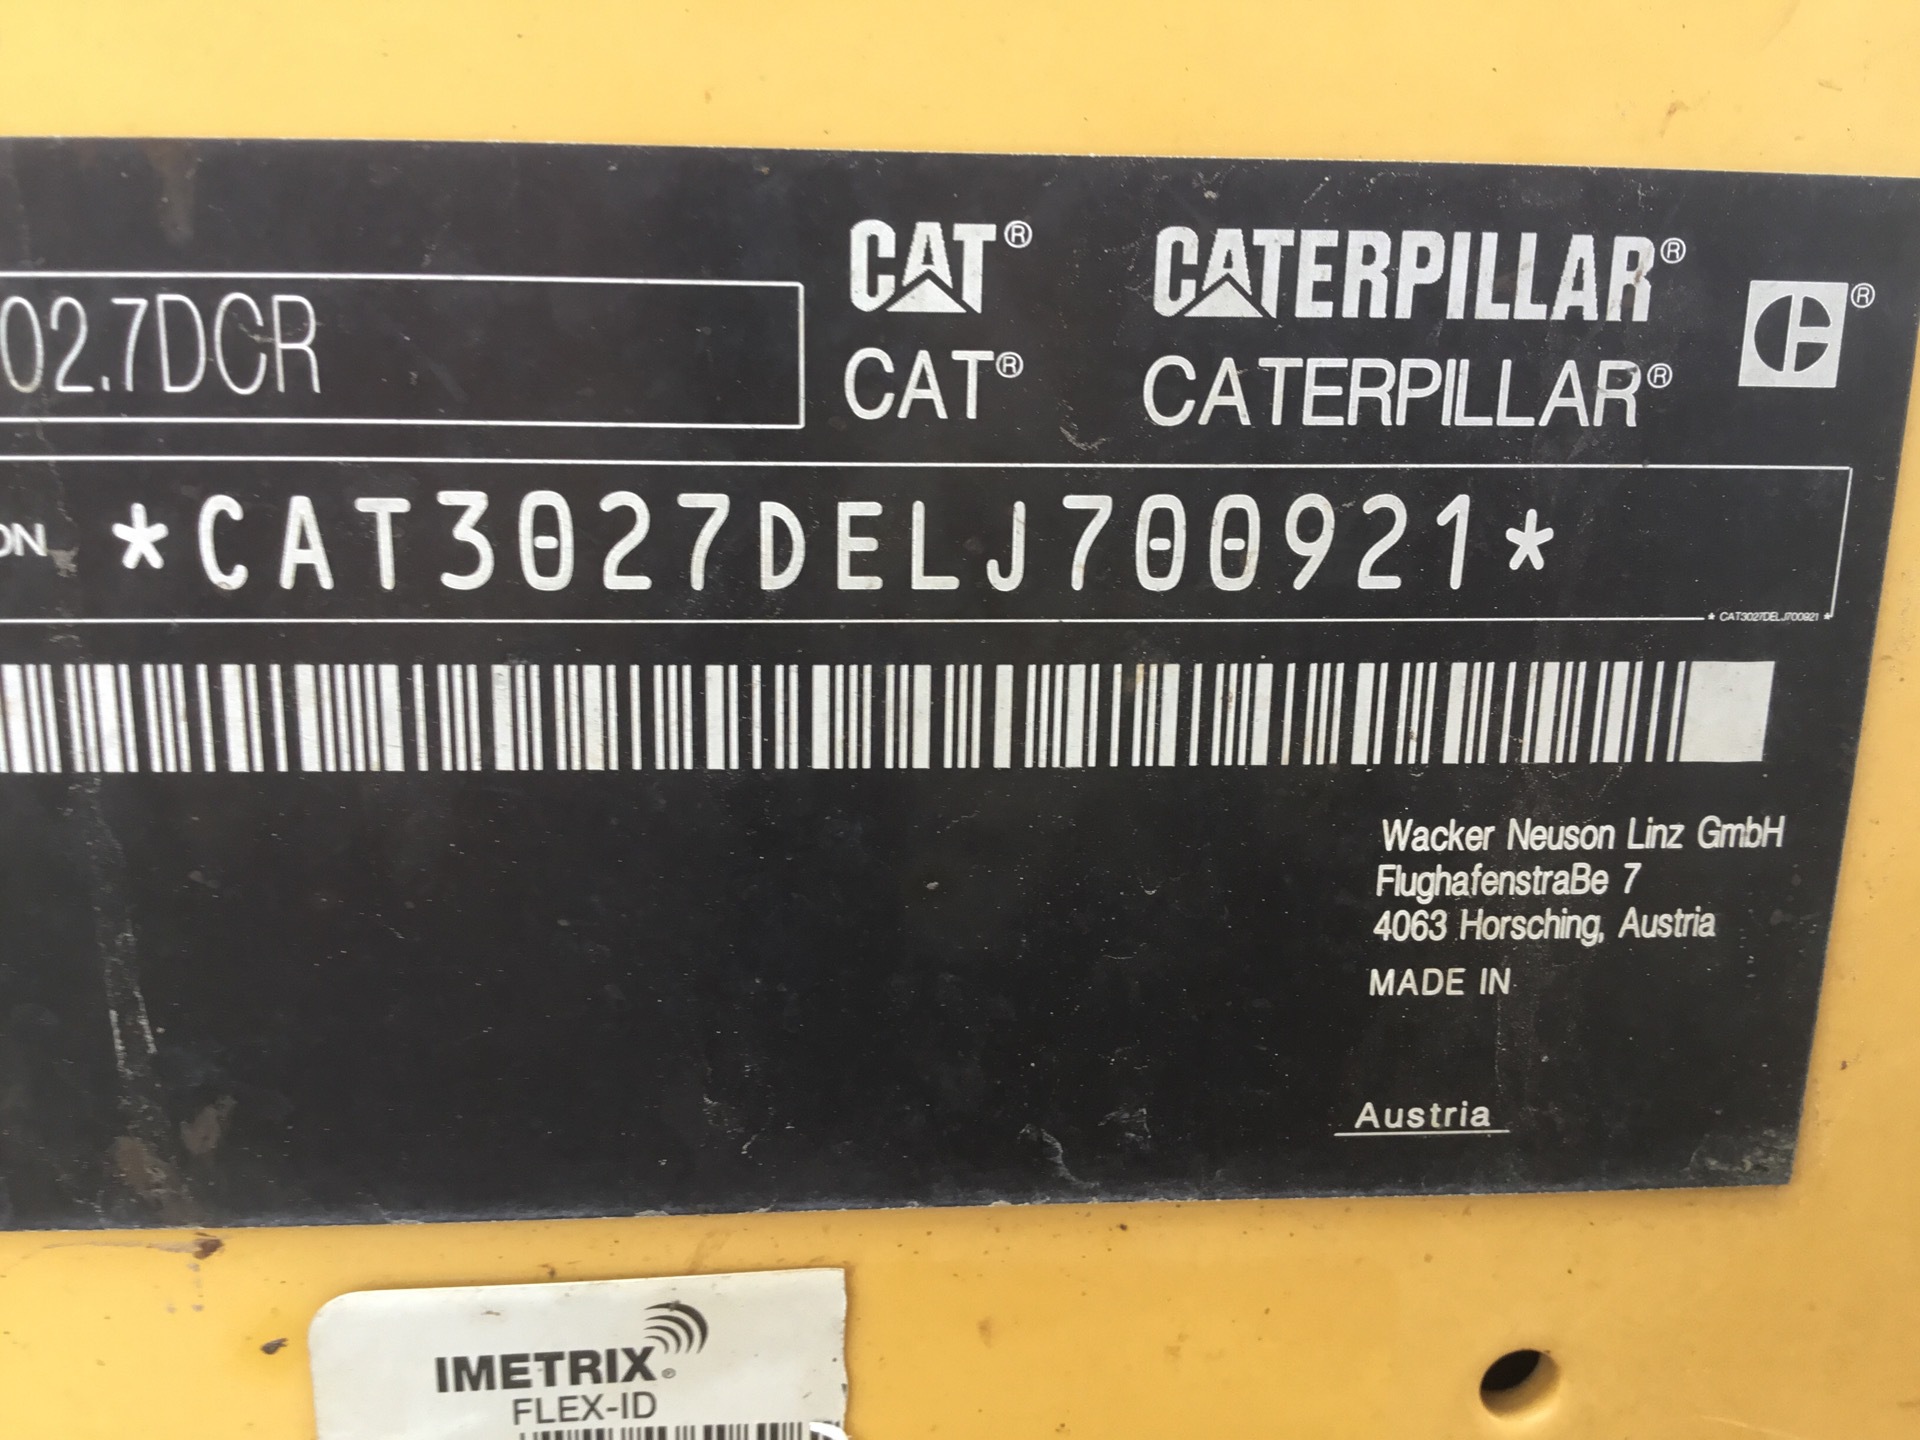 CAT® CATERPILLAR® ®
02.7DCR CAT® CATERPILLAR®
ON *CAT3027DELJ700921*
* CAT3027DELJ700921 *
Wacker Neuson Linz GmbH
FlughafenstraBe 7
4063 Horsching, Austria
MADE IN
Austria
IMETRIX®
FLEX-ID